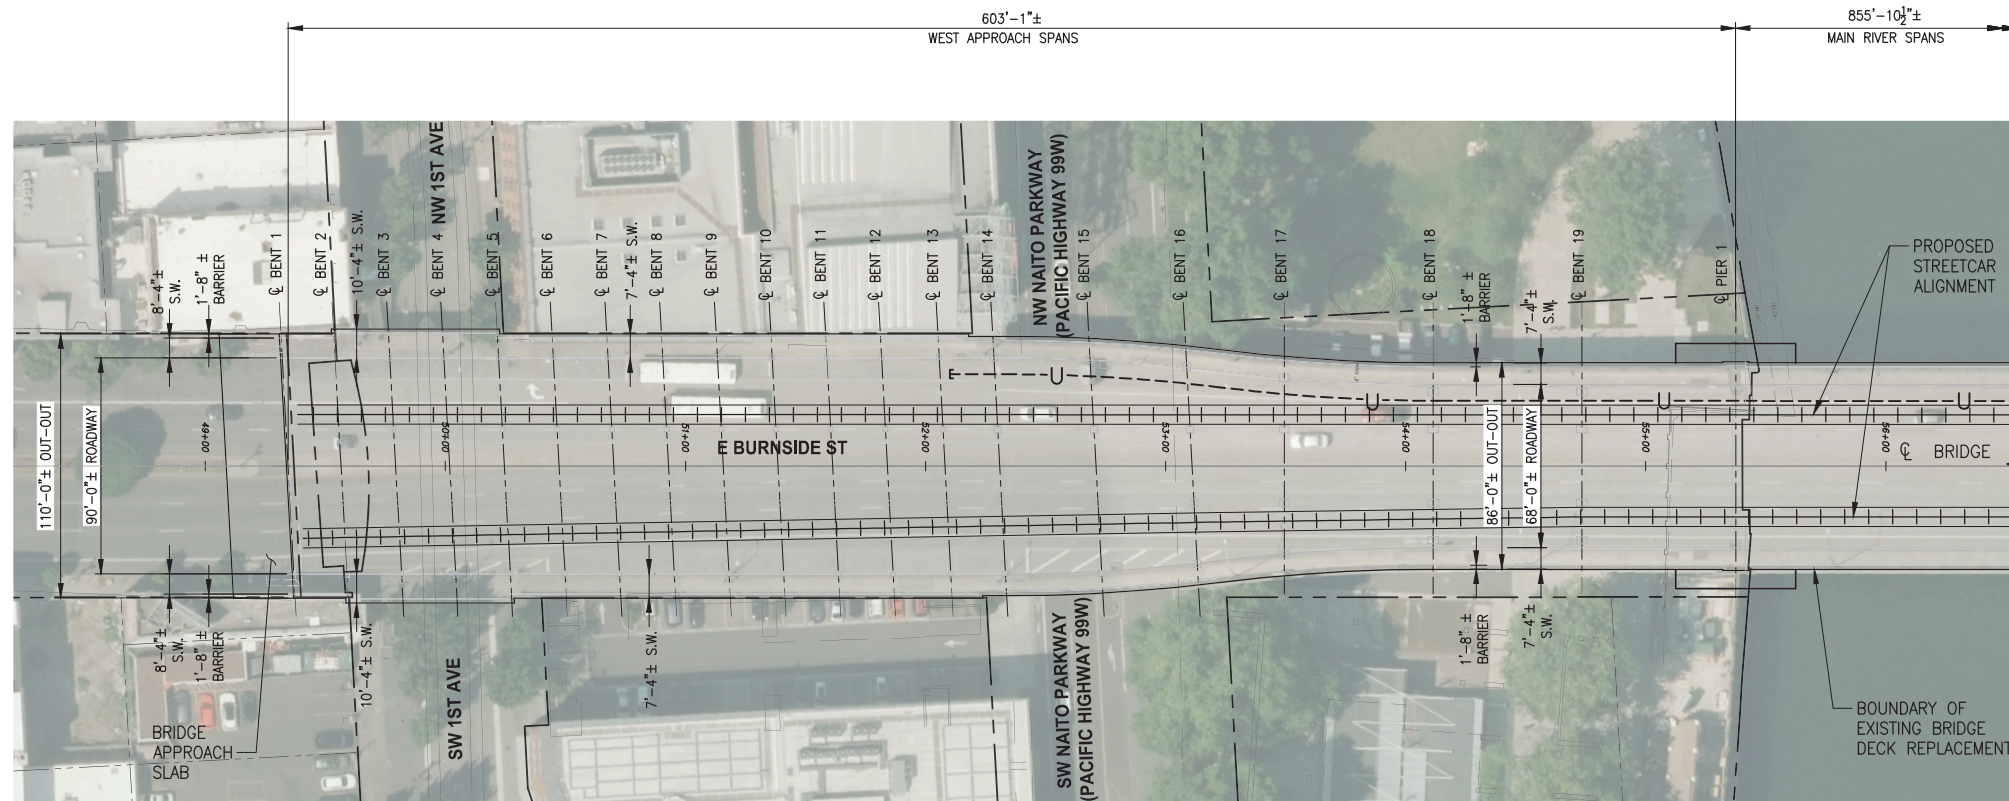 603'-1"±
WEST APPROACH SPANS
855'-10½"±
MAIN RIVER SPANS
8'-4"±
S.W.
1'-8" ±
BARRIER
℄ BENT 1
℄ BENT 2
10'-4"± S.W.
℄ BENT 3
℄ BENT 4
NW 1ST AVE
℄ BENT 5
℄ BENT 6
℄ BENT 7
7'-4"± S.W.
℄ BENT 8
℄ BENT 9
℄ BENT 10
℄ BENT 11
℄ BENT 12
℄ BENT 13
℄ BENT 14
NW NAITO PARKWAY
(PACIFIC HIGHWAY 99W)
℄ BENT 15
℄ BENT 16
℄ BENT 17
℄ BENT 18
1'-8" ±
BARRIER
7'-4"±
S.W.
℄ BENT 19
℄ PIER 1
PROPOSED
STREETCAR
ALIGNMENT
110'-0"± OUT-OUT
90'-0"± ROADWAY
49+00
50+00
51+00
52+00
53+00
54+00
55+00
56+00
U
U
U
U
E BURNSIDE ST
86'-0"± OUT-OUT
68'-0"± ROADWAY
℄ BRIDGE
8'-4"±
S.W.
1'-8" ±
BARRIER
10'-4"± S.W.
SW 1ST AVE
7'-4"± S.W.
SW NAITO PARKWAY
(PACIFIC HIGHWAY 99W)
1'-8" ±
BARRIER
7'-4"±
S.W.
BRIDGE
APPROACH
SLAB
BOUNDARY OF
EXISTING BRIDGE
DECK REPLACEMENT